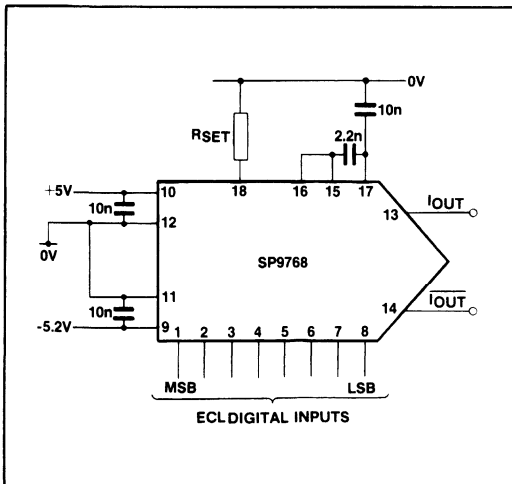 0V
10n
RSET
2.2n
18 16 15 17
+5V 10
10n
12
0V
13 IOUT
SP9768
11
10n
14 IOUT
-5.2V 9
1 2 3 4 5 6 7 8
MSB LSB
ECL DIGITAL INPUTS